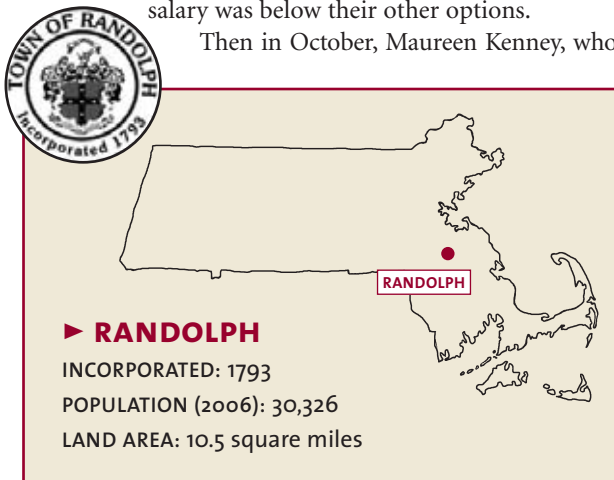 salary was below their other options.
Then in October, Maureen Kenney, who
TOWN OF RANDOLPH
Incorporated 1793
RANDOLPH
► RANDOLPH
INCORPORATED: 1793
POPULATION (2006): 30,326
LAND AREA: 10.5 square miles